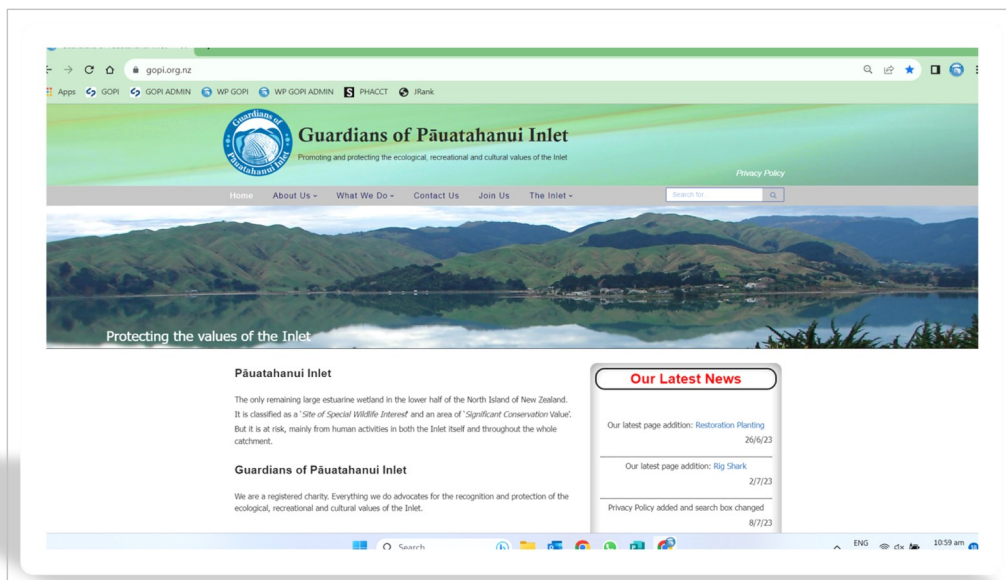 gopi.org.nz
Apps GOPI GOPI ADMIN WP GOPI WP GOPI ADMIN PHACCT JRank
Guardians of Pāuatahanui Inlet
Guardians of Pāuatahanui Inlet
Promoting and protecting the ecological, recreational and cultural values of the Inlet
Privacy Policy
Home About Us What We Do Contact Us Join Us The Inlet
Search for.
Protecting the values of the Inlet
Pāuatahanui Inlet
The only remaining large estuarine wetland in the lower half of the North Island of New Zealand.
It is classified as a `Site of Special Wildlife Interest' and an area of `Significant Conservation Value'.
But it is at risk, mainly from human activities in both the Inlet itself and throughout the whole
catchment.
Guardians of Pāuatahanui Inlet
We are a registered charity. Everything we do advocates for the recognition and protection of the
ecological, recreational and cultural values of the Inlet.
Our Latest News
Our latest page addition: Restoration Planting
26/6/23
Our latest page addition: Rig Shark
2/7/23
Privacy Policy added and search box changed
8/7/23
Search
ENG
10:59 am